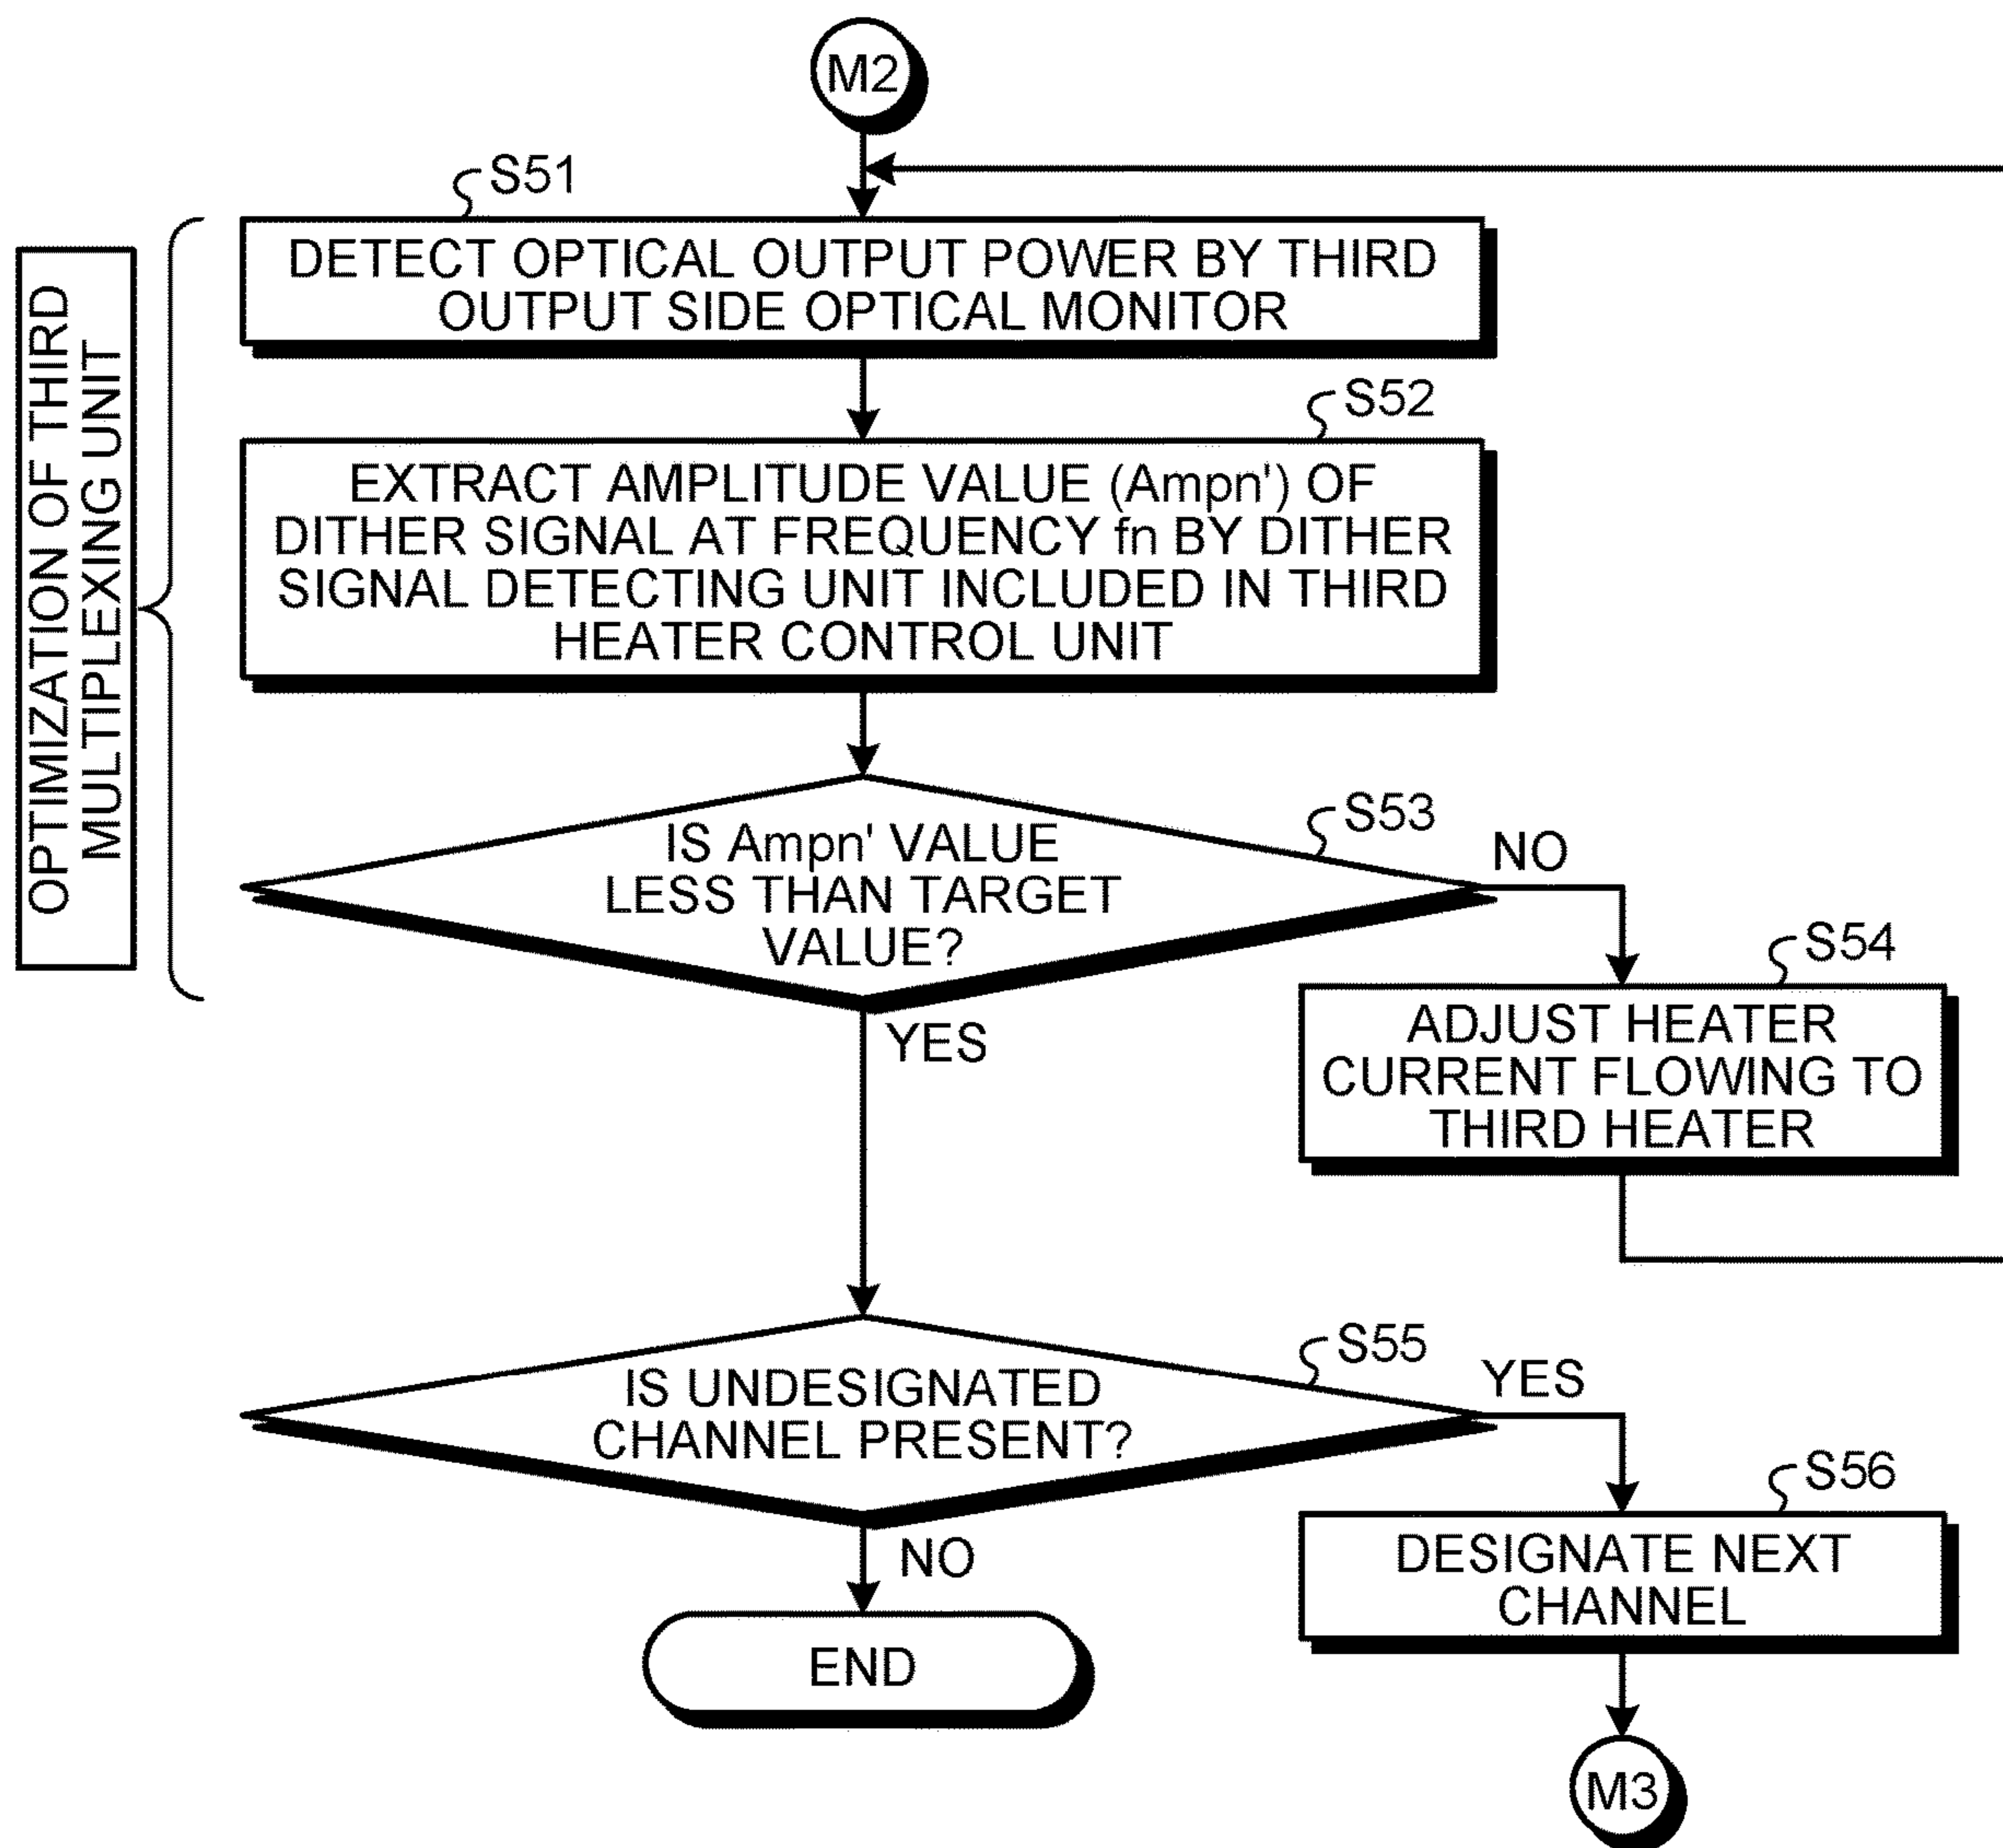 M2
S51
DETECT OPTICAL OUTPUT POWER BY THIRD
OUTPUT SIDE OPTICAL MONITOR
OPTIMIZATION OF THIRD
MULTIPLEXING UNIT
S52
EXTRACT AMPLITUDE VALUE (Ampn') OF
DITHER SIGNAL AT FREQUENCY fn BY DITHER
SIGNAL DETECTING UNIT INCLUDED IN THIRD
HEATER CONTROL UNIT
S53
IS Ampn' VALUE
LESS THAN TARGET
VALUE?
NO
YES
S54
ADJUST HEATER
CURRENT FLOWING TO
THIRD HEATER
S55
IS UNDESIGNATED
CHANNEL PRESENT?
YES
NO
S56
DESIGNATE NEXT
CHANNEL
END
M3